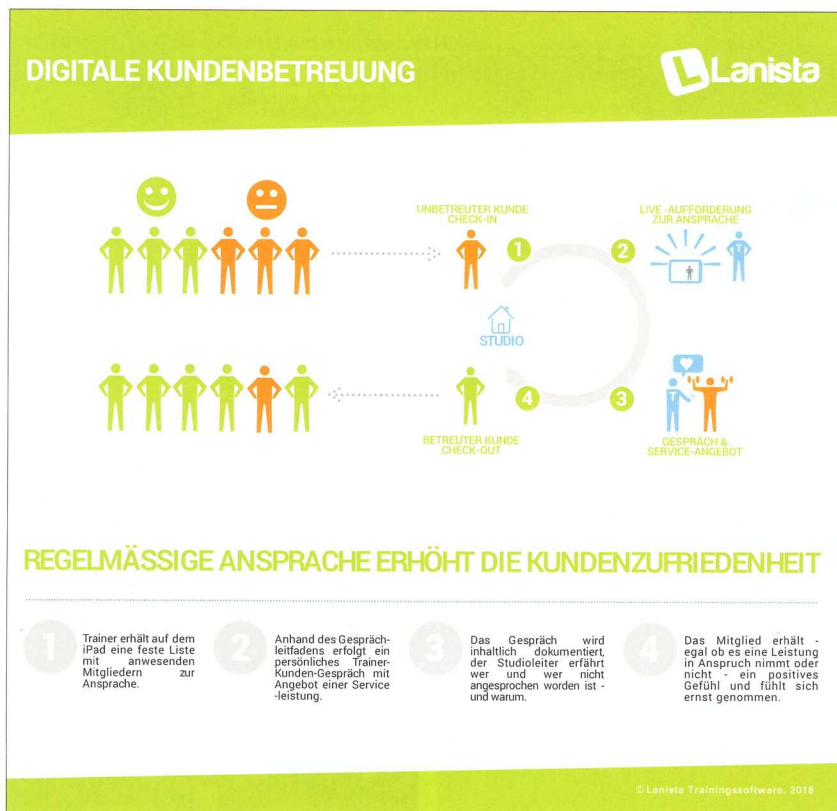 DIGITALE KUNDENBETREUUNG
Lanista
UNBETREUTER KUNDE
CHECK-IN
1
2
LIVE -AUFFORDERUNG
ZUR ANSPRACHE
T
STUDIO
4
3
T
BETREUTER KUNDE
CHECK-OUT
GESPRÄCH &
SERVICE-ANGEBOT
REGELMÄSSIGE ANSPRACHE ERHÖHT DIE KUNDENZUFRIEDENHEIT
1
Trainer erhält auf dem
iPad eine feste Liste
mit anwesenden
Mitgliedern zur
Ansprache.
2
Anhand des Gespräch-
leitfadens erfolgt ein
persönliches Trainer-
Kunden-Gespräch mit
Angebot einer Service
-leistung.
3
Das Gespräch wird
inhaltlich dokumentiert,
der Studioleiter erfährt
wer und wer nicht
angesprochen worden ist -
und warum.
4
Das Mitglied erhält -
egal ob es eine Leistung
in Anspruch nimmt oder
nicht - ein positives
Gefühl und fühlt sich
ernst genommen.
© Lanista Trainingssoftware, 2018